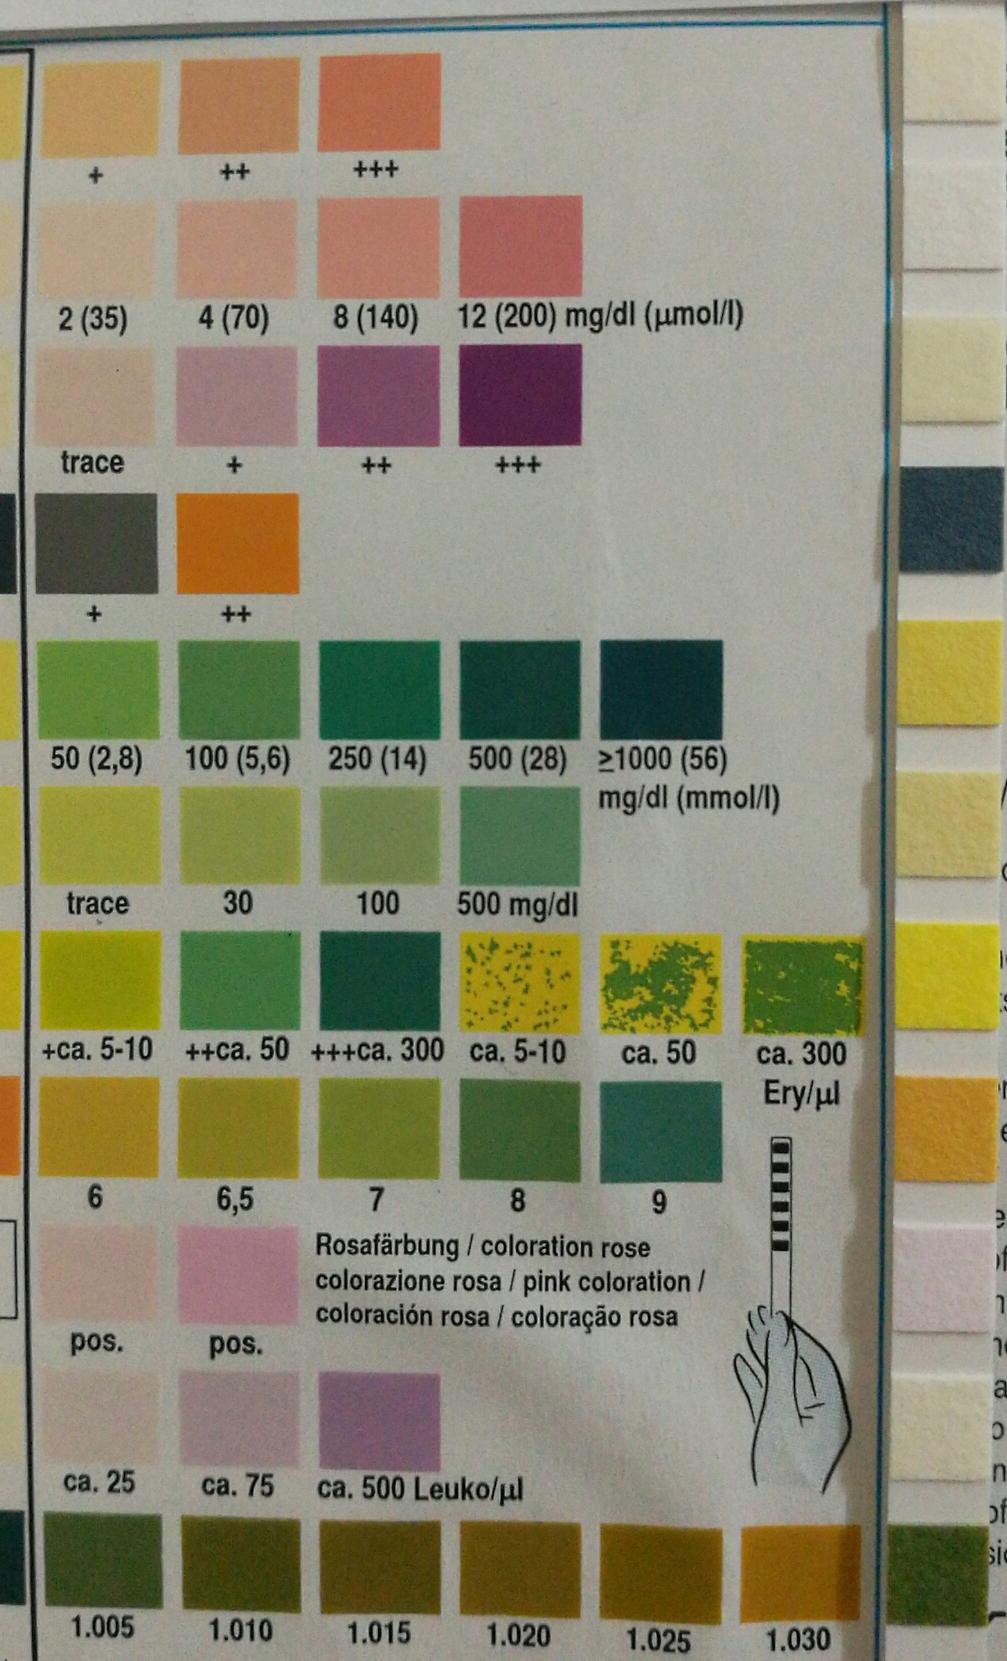 + ++ +++
2 (35) 4 (70) 8 (140) 12 (200) mg/dl (µmol/l)
trace + ++ +++
+ ++
50 (2,8) 100 (5,6) 250 (14) 500 (28) ≥1000 (56)
mg/dl (mmol/l)
trace 30 100 500 mg/dl
+ca. 5-10 ++ca. 50 +++ca. 300 ca. 5-10 ca. 50 ca. 300
Ery/µl
6 6,5 7 8 9
Rosafärbung / coloration rose
colorazione rosa / pink coloration /
coloración rosa / coloração rosa
pos. pos.
ca. 25 ca. 75 ca. 500 Leuko/µl
1.005 1.010 1.015 1.020 1.025 1.030